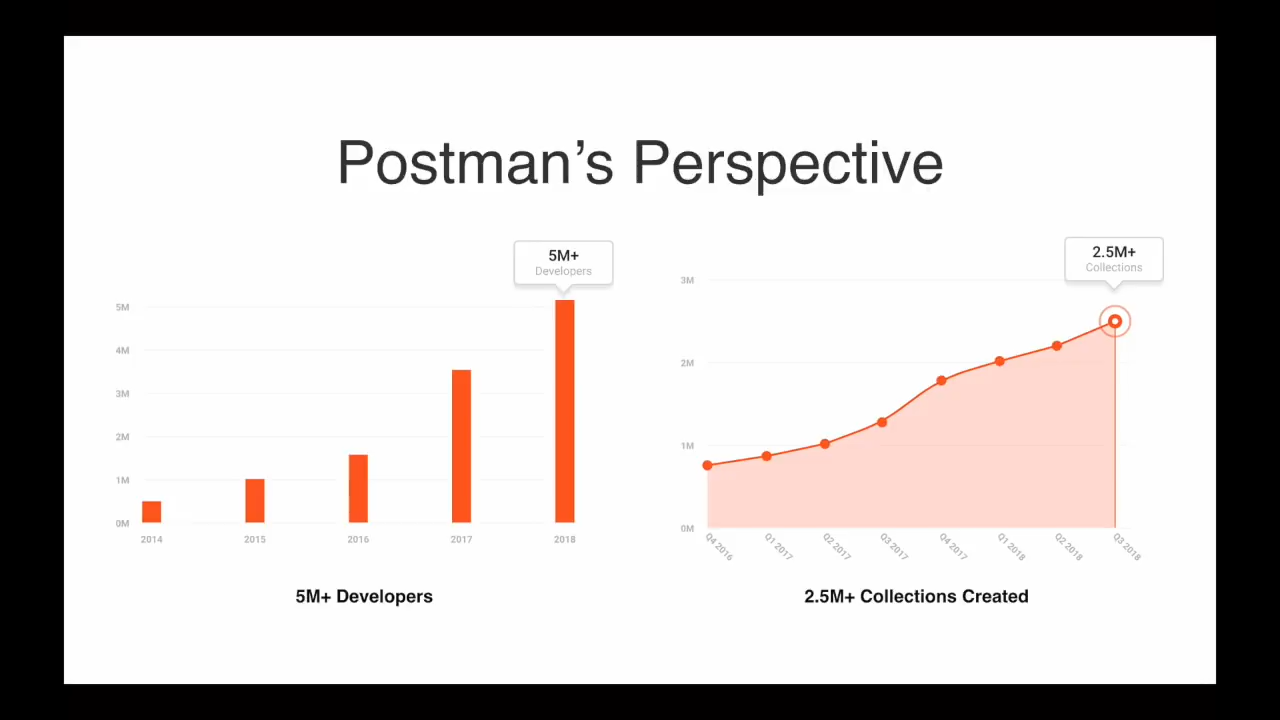 Postman’s Perspective
5M+
Developers
5M
4M
3M
2M
1M
0M
2014
2015
2016
2017
2018
5M+ Developers
2.5M+
Collections
3M
2M
1M
0M
Q4 2016
Q1 2017
Q2 2017
Q3 2017
Q4 2017
Q1 2018
Q2 2018
Q3 2018
2.5M+ Collections Created